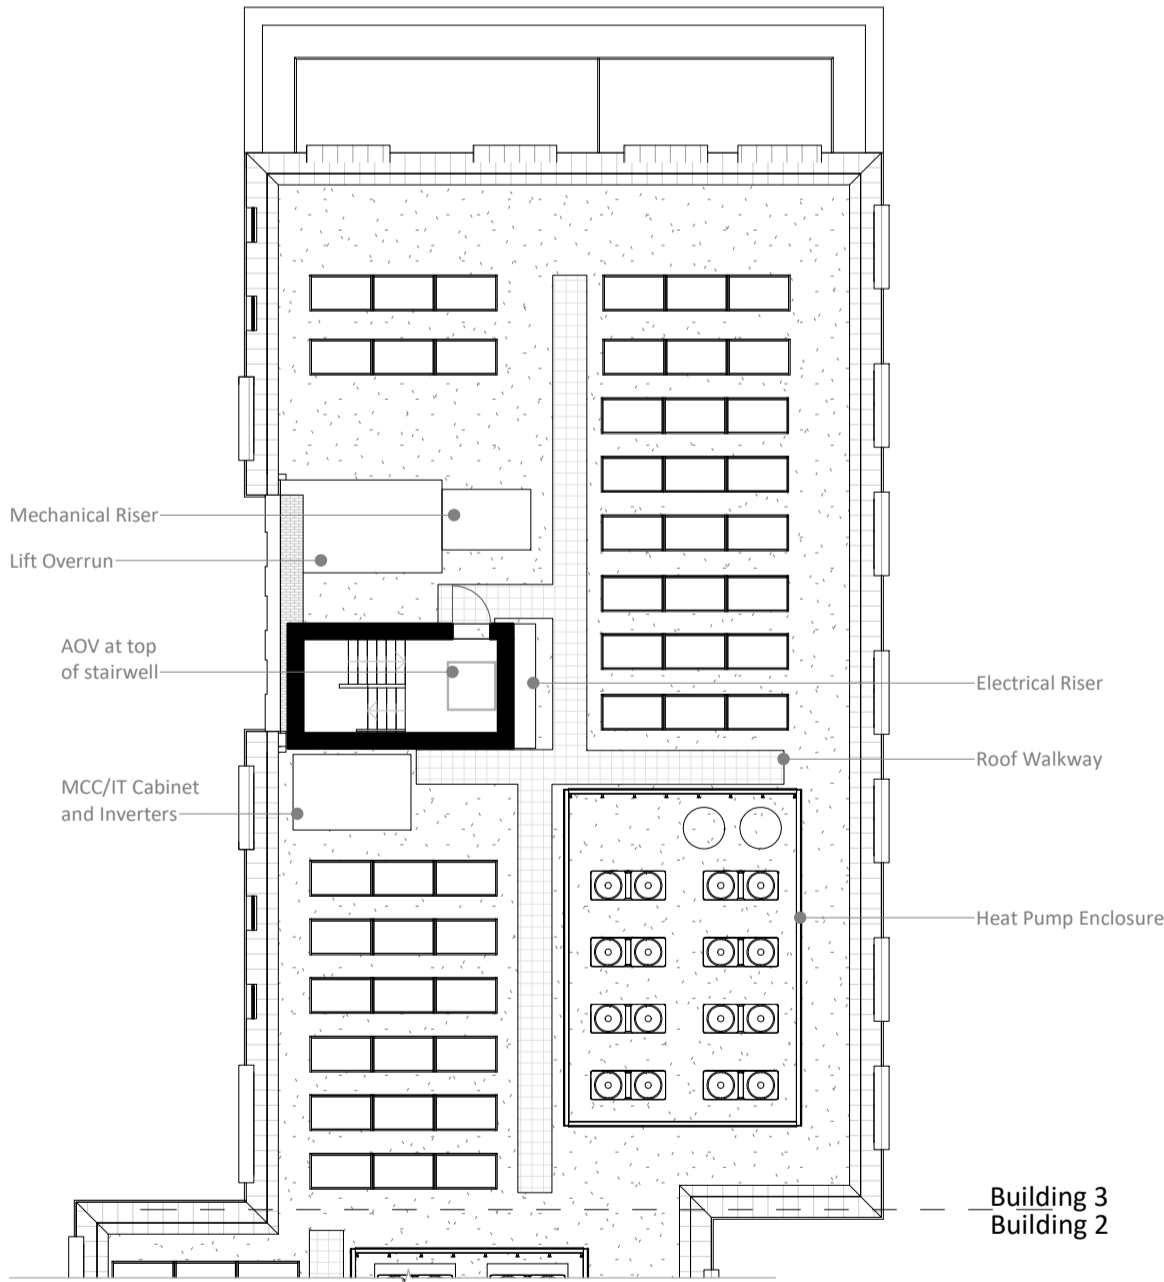 Mechanical Riser
Lift Overrun
AOV at top
of stairwell
Electrical Riser
Roof Walkway
MCC/IT Cabinet
and Inverters
Heat Pump Enclosure
Building 3
Building 2